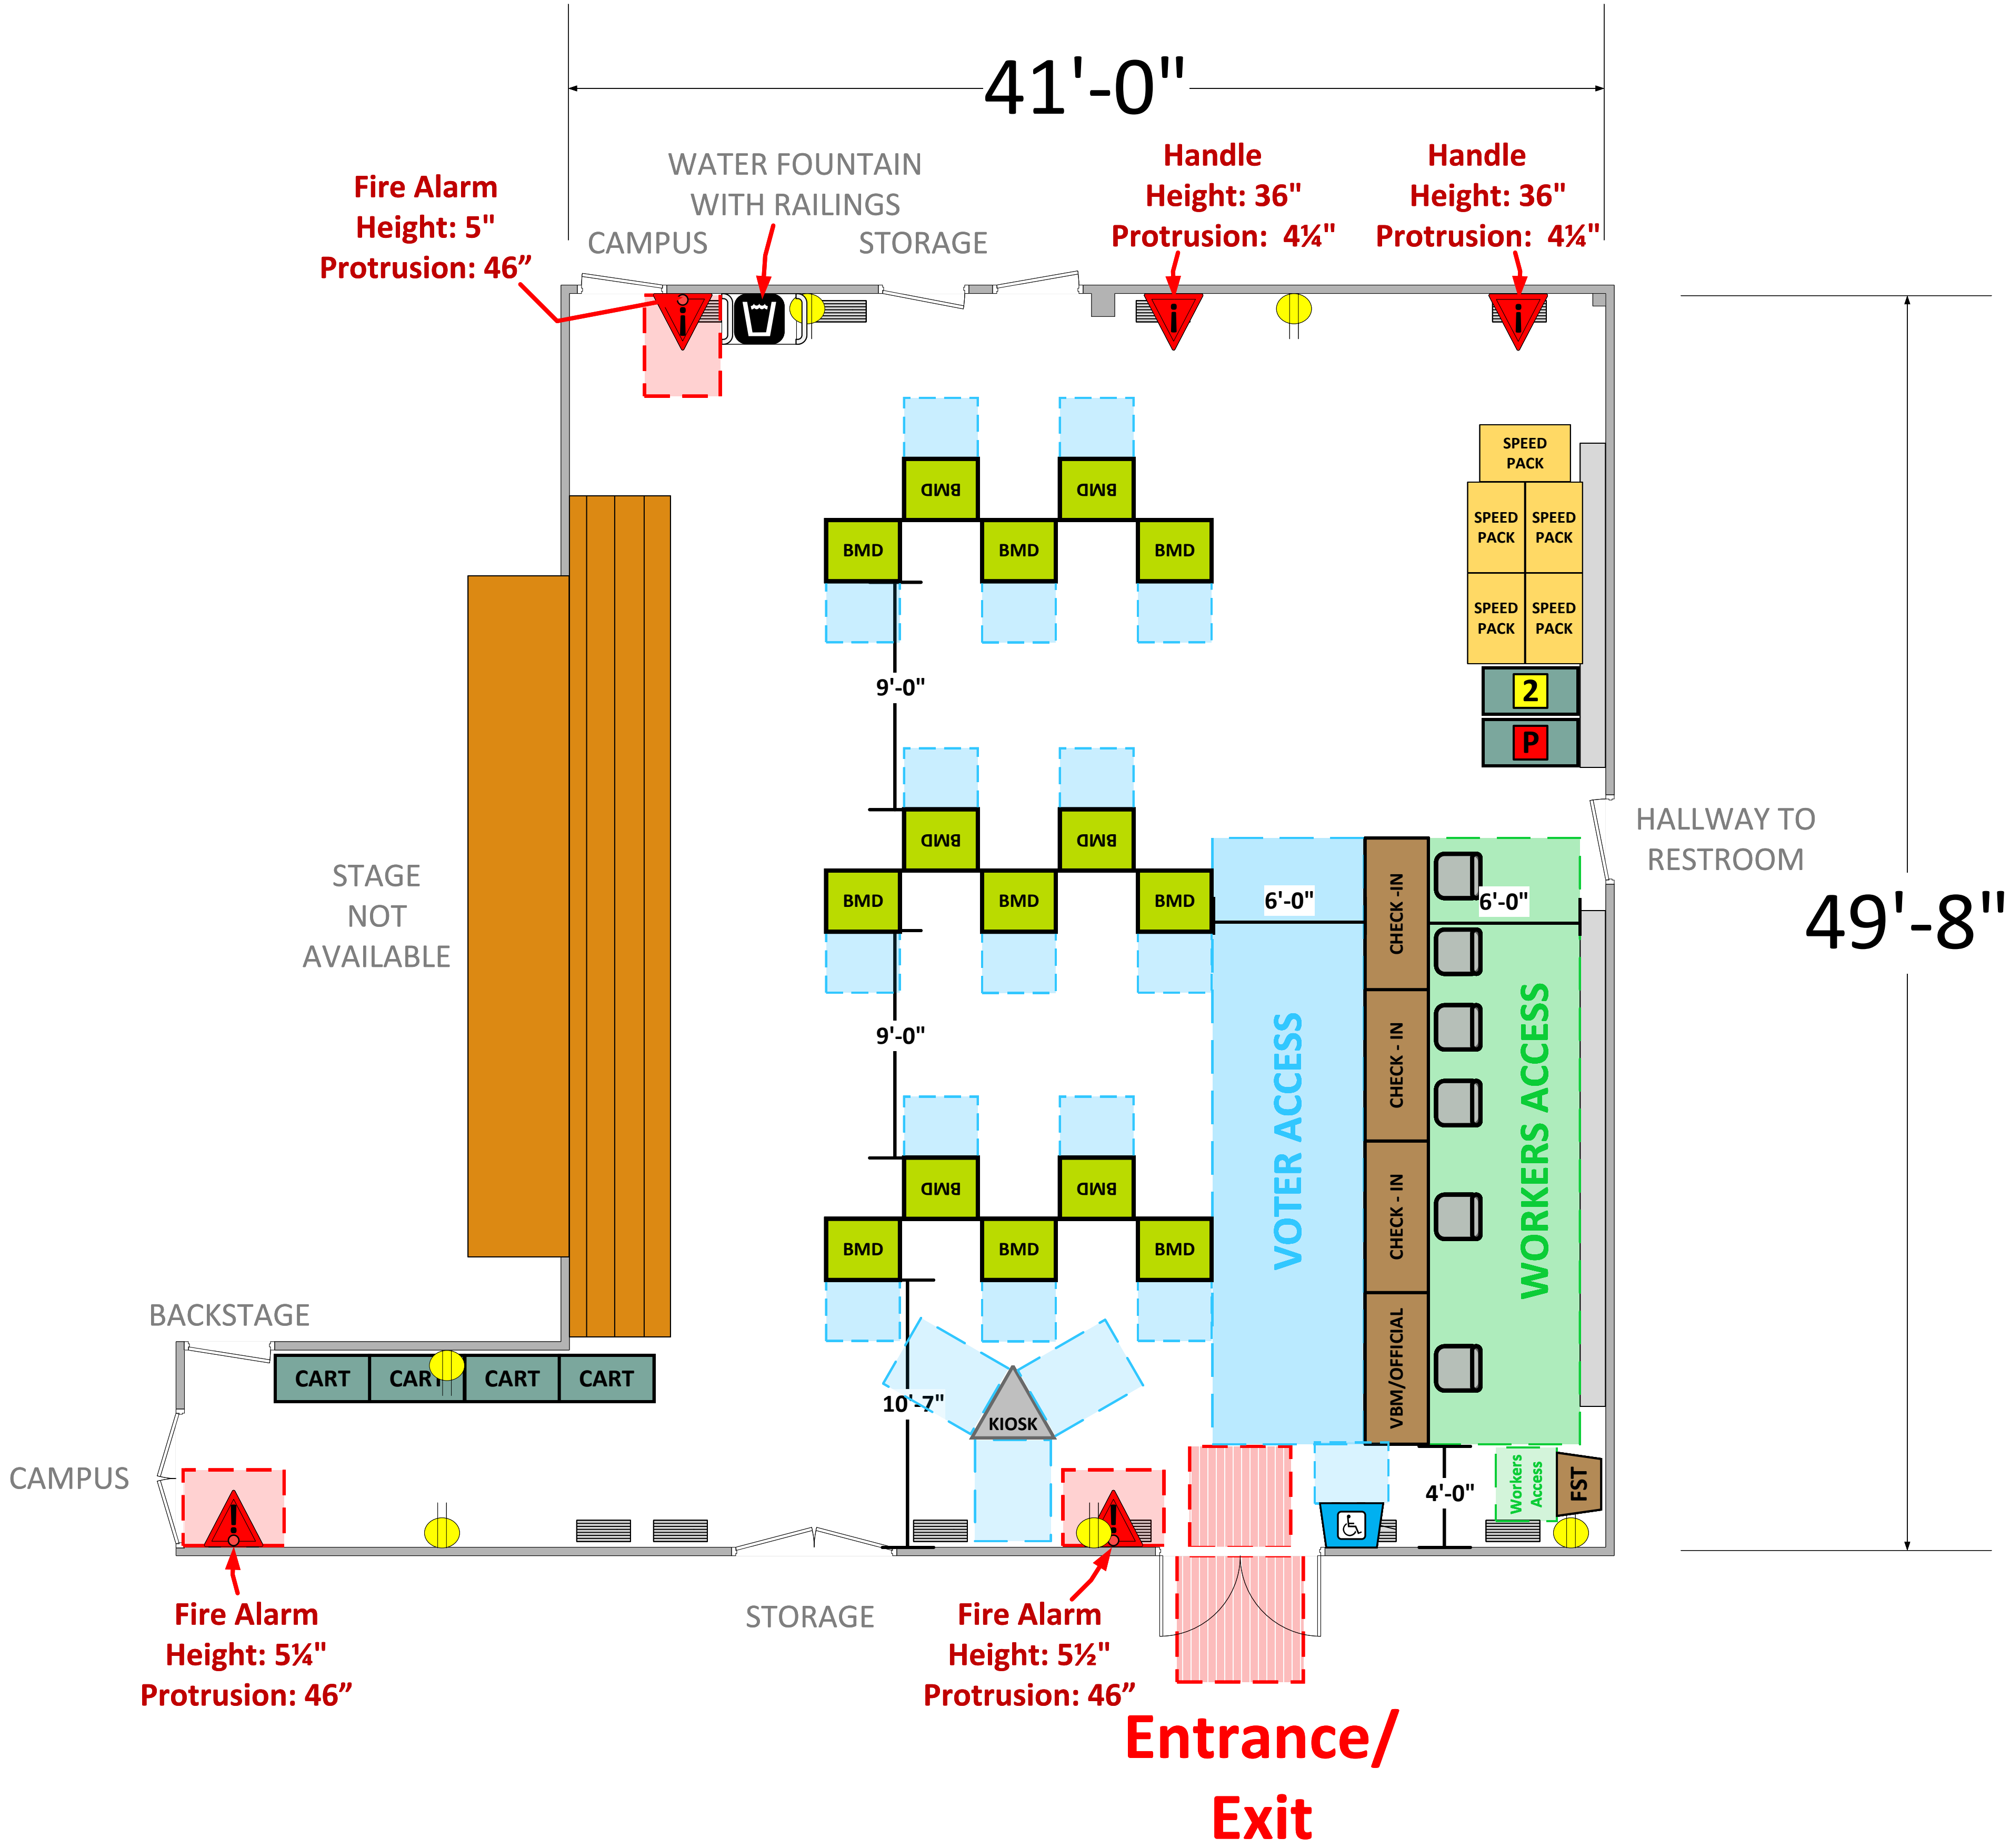 41'-0"
Fire Alarm
Height: 5"
Protrusion: 46”
WATER FOUNTAIN
WITH RAILINGS
CAMPUS
STORAGE
Handle
Height: 36"
Protrusion: 4¼"
Handle
Height: 36"
Protrusion: 4¼"
BMD
BMD
BMD
BMD
BMD
SPEED
PACK
SPEED
PACK
SPEED
PACK
SPEED
PACK
SPEED
PACK
2
P
9'-0"
HALLWAY TO
RESTROOM
49'-8"
STAGE
NOT
AVAILABLE
BMD
BMD
BMD
BMD
BMD
6'-0"
6'-0"
CHECK -IN
CHECK - IN
CHECK - IN
VBM/OFFICIAL
VOTER ACCESS
WORKERS ACCESS
9'-0"
BMD
BMD
BMD
BMD
BMD
BACKSTAGE
CART
CART
CART
CART
10'-7"
KIOSK
CAMPUS
4'-0"
Workers
Access
FST
Fire Alarm
Height: 5¼"
Protrusion: 46”
STORAGE
Fire Alarm
Height: 5½"
Protrusion: 46”
Entrance/
Exit